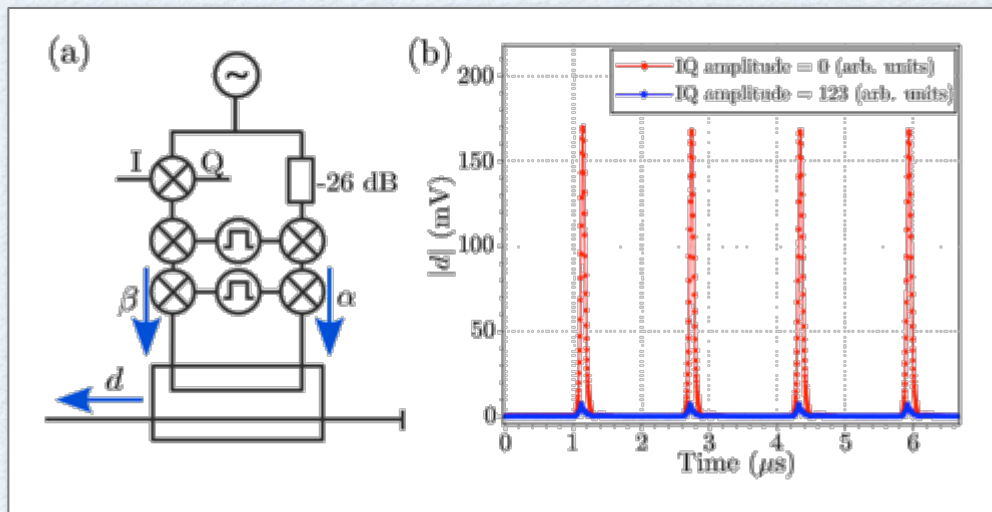 (a)
I
Q
-26 dB
β
α
d
(b)
IQ amplitude = 0 (arb. units)
IQ amplitude = 123 (arb. units)
|d| (mV)
200
150
100
50
0
0 1 2 3 4 5 6
Time (μs)